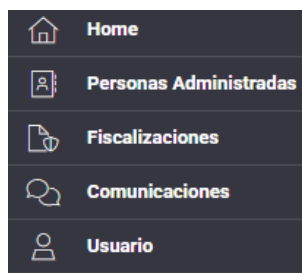 Home
Personas Administradas
Fiscalizaciones
Comunicaciones
Usuario